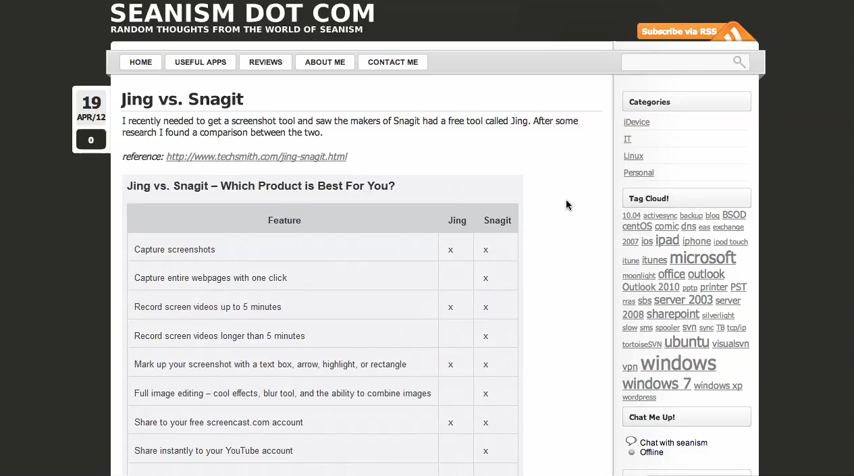 SEANISM DOT COM
RANDOM THOUGHTS FROM THE WORLD OF SEANISM
Subscribe via RSS
HOME
USEFUL APPS
REVIEWS
ABOUT ME
CONTACT ME
19
APR/12
0
Jing vs. Snagit
I recently needed to get a screenshot tool and saw the makers of Snagit had a free tool called Jing. After some
research I found a comparison between the two.
reference: http://www.techsmith.com/jing-snagit.html
Jing vs. Snagit – Which Product is Best For You?
Feature Jing Snagit
Capture screenshots x x
Capture entire webpages with one click x
Record screen videos up to 5 minutes x x
Record screen videos longer than 5 minutes x
Mark up your screenshot with a text box, arrow, highlight, or rectangle x x
Full image editing – cool effects, blur tool, and the ability to combine images x
Share to your free screencast.com account x x
Share instantly to your YouTube account x
Categories
iDevice
IT
Linux
Personal
Tag Cloud!
10.04 activesync backup blog BSOD
centOS comic dns eas exchange
2007 ios ipad iphone ipod touch
itune itunes microsoft
moonlight office outlook
Outlook 2010 pptp printer PST
rras sbs server 2003 server
2008 sharepoint silverlight
slow sms spooler svn sync TB tcp/ip
tortoiseSVN ubuntu visualsvn
vpn windows
windows 7 windows xp
wordpress
Chat Me Up!
Chat with seanism
Offline